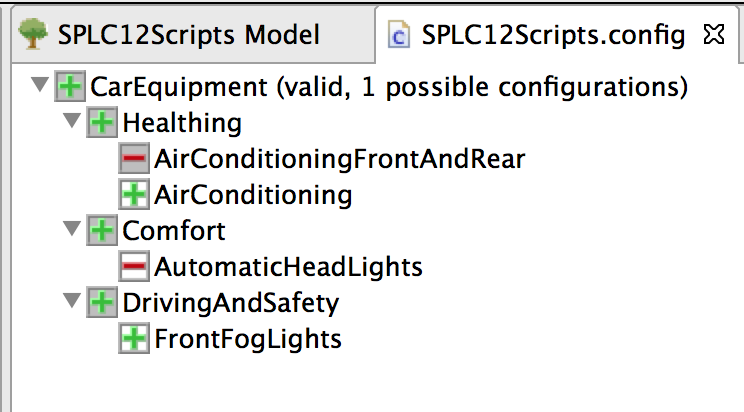 SPLC12Scripts Model
SPLC12Scripts.config
CarEquipment (valid, 1 possible configurations)
Healthing
AirConditioningFrontAndRear
AirConditioning
Comfort
AutomaticHeadLights
DrivingAndSafety
FrontFogLights